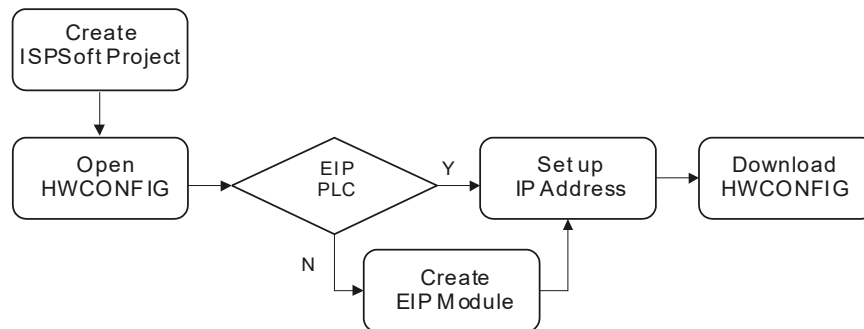 Create
ISPSoft Project
Open
HWCONFIG
EIP
PLC
Y
Set up
IP Address
Download
HWCONFIG
N
Create
EIP Module